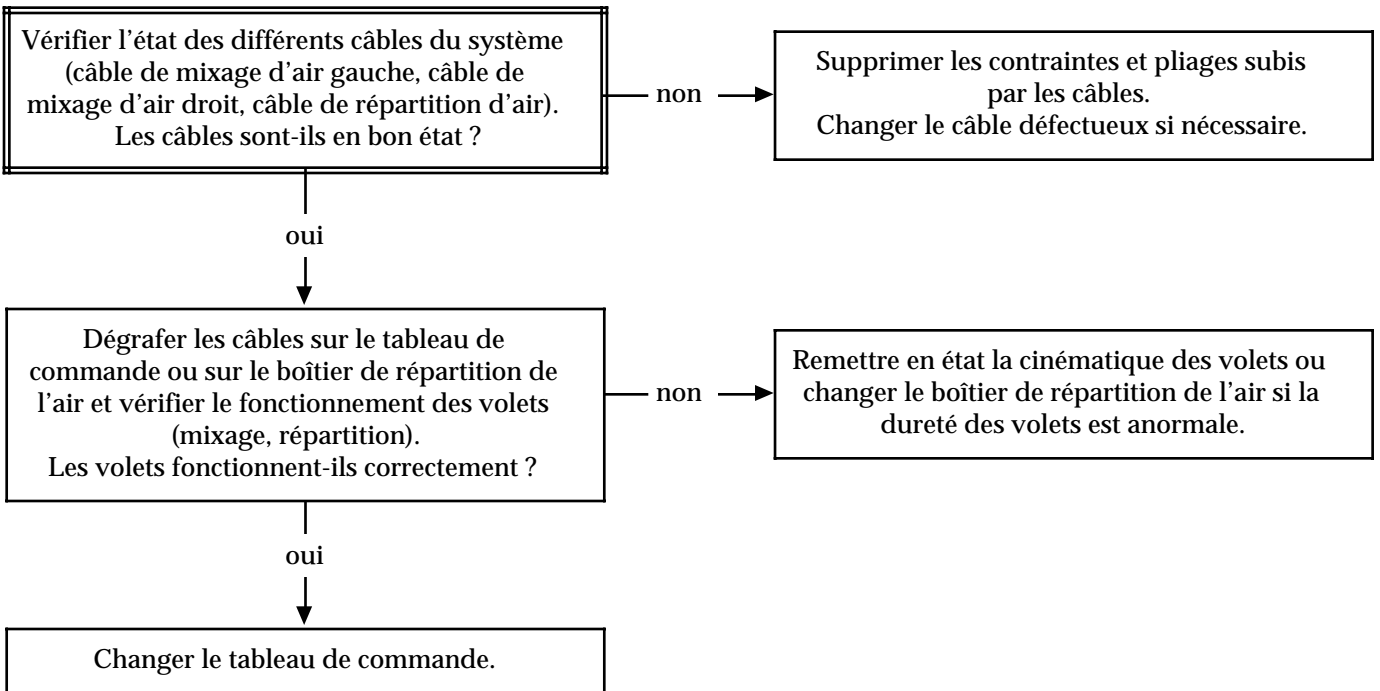 Vérifier l'état des différents câbles du système
(câble de mixage d'air gauche, câble de
mixage d'air droit, câble de répartition d'air).
Les câbles sont-ils en bon état ?
non
Supprimer les contraintes et pliages subis
par les câbles.
Changer le câble défectueux si nécessaire.
oui
Dégrafer les câbles sur le tableau de
commande ou sur le boîtier de répartition de
l'air et vérifier le fonctionnement des volets
(mixage, répartition).
Les volets fonctionnent-ils correctement ?
non
Remettre en état la cinématique des volets ou
changer le boîtier de répartition de l'air si la
dureté des volets est anormale.
oui
Changer le tableau de commande.